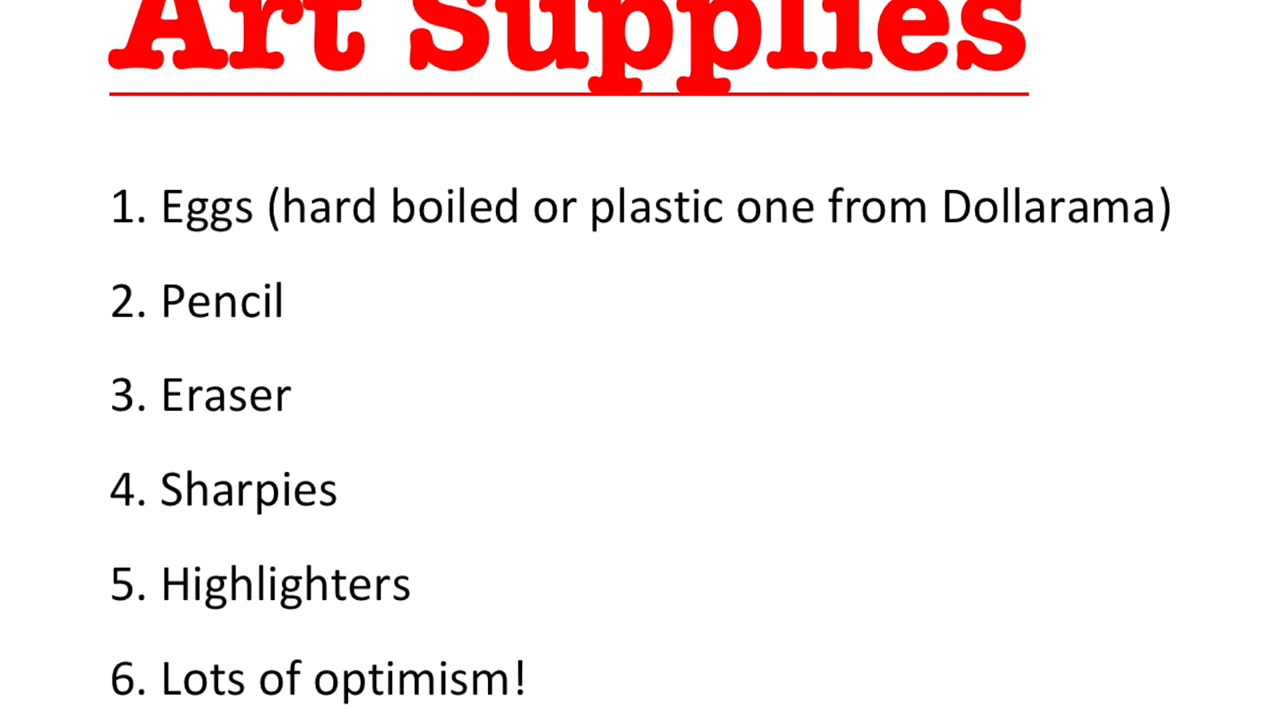 Art Supplies
1. Eggs (hard boiled or plastic one from Dollarama)
2. Pencil
3. Eraser
4. Sharpies
5. Highlighters
6. Lots of optimism!